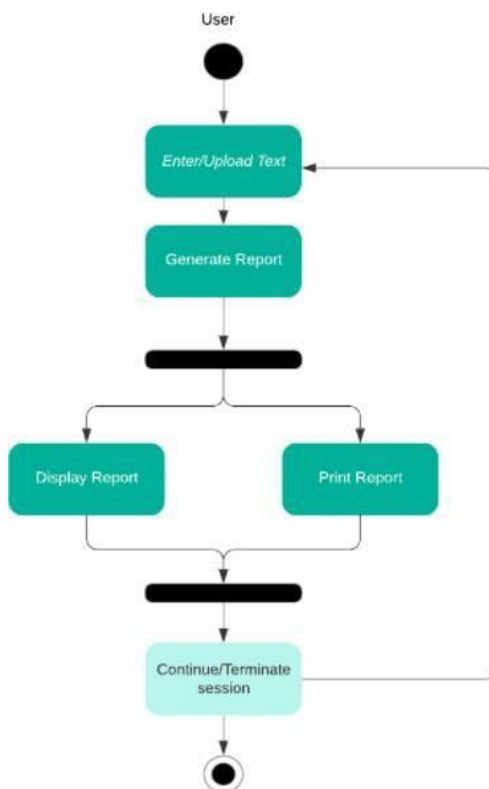 User
Enter/Upload Text
Generate Report
Display Report
Print Report
Continue/Terminate
session